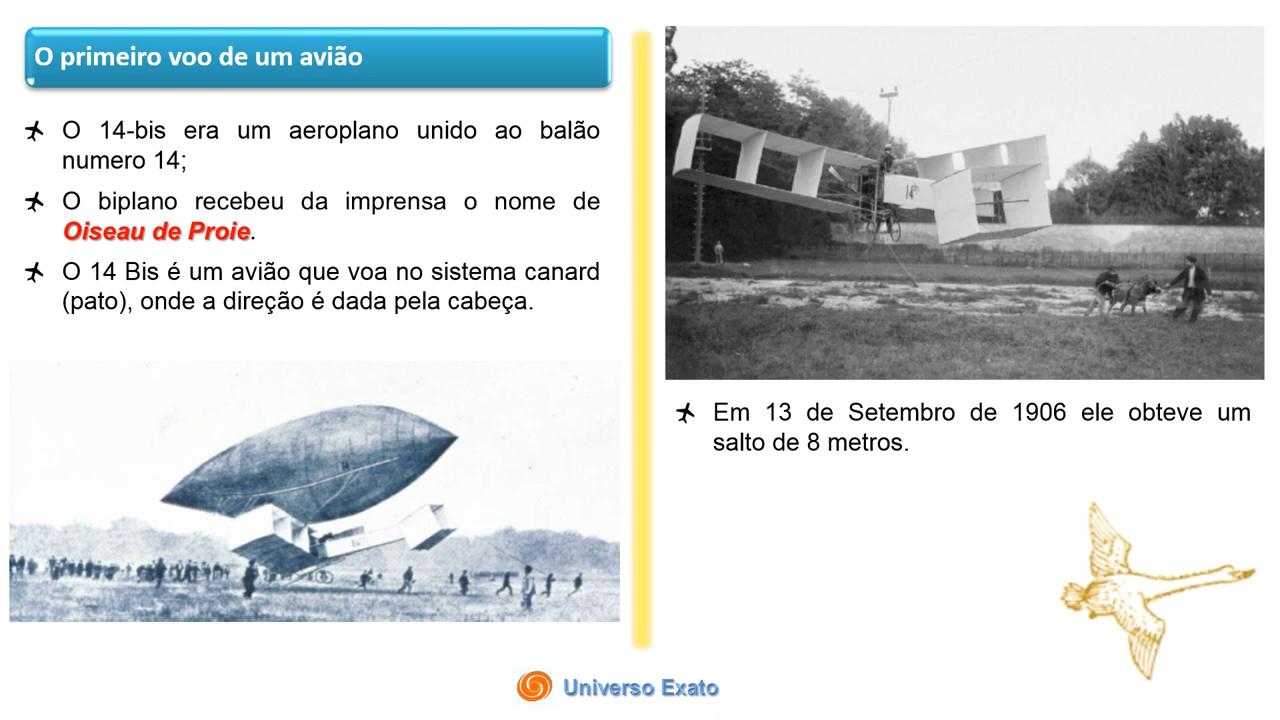 O primeiro voo de um avião
O 14-bis era um aeroplano unido ao balão
numero 14;
O biplano recebeu da imprensa o nome de
Oiseau de Proie.
O 14 Bis é um avião que voa no sistema canard
(pato), onde a direção é dada pela cabeça.
Em 13 de Setembro de 1906 ele obteve um
salto de 8 metros.
Universo Exato